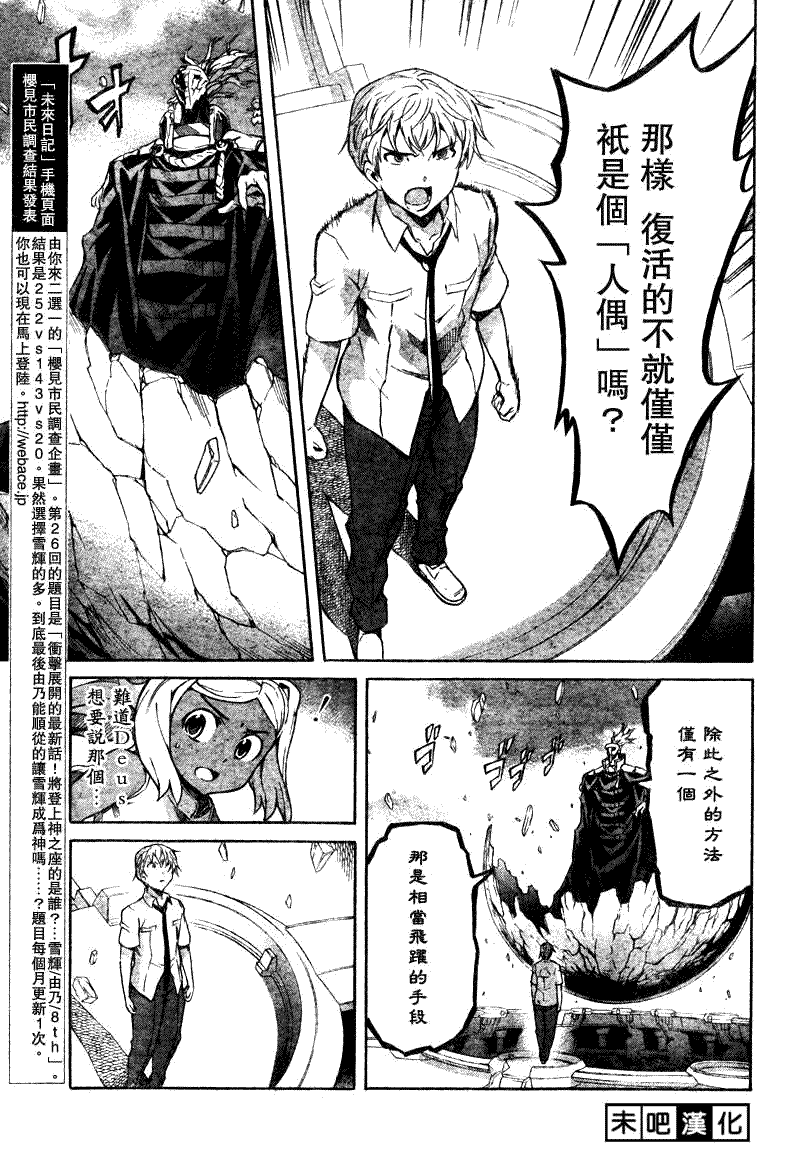 那樣 復活的不就僅僅
衹是個「人偶」嗎？
除此之外的方法
僅有一個
那是相當飛躍的手段
難道Deus
想要說那個…
「未來日記」手機頁面
櫻見市民調查結果發表
由你來二選一的「櫻見市民調查企畫」。第26回的題目是「衝擊展開的最新話！將登上神之座的是誰？…雪輝/由乃/8th」。
結果是252vs143vs20。果然選擇雪輝的多。到底最後由乃能順從的讓雪輝成爲神嗎……？題目每個月更新1次。
你也可以現在馬上登陸。http://webace.jp
ゴゴゴ
ゴゴ
未吧漢化